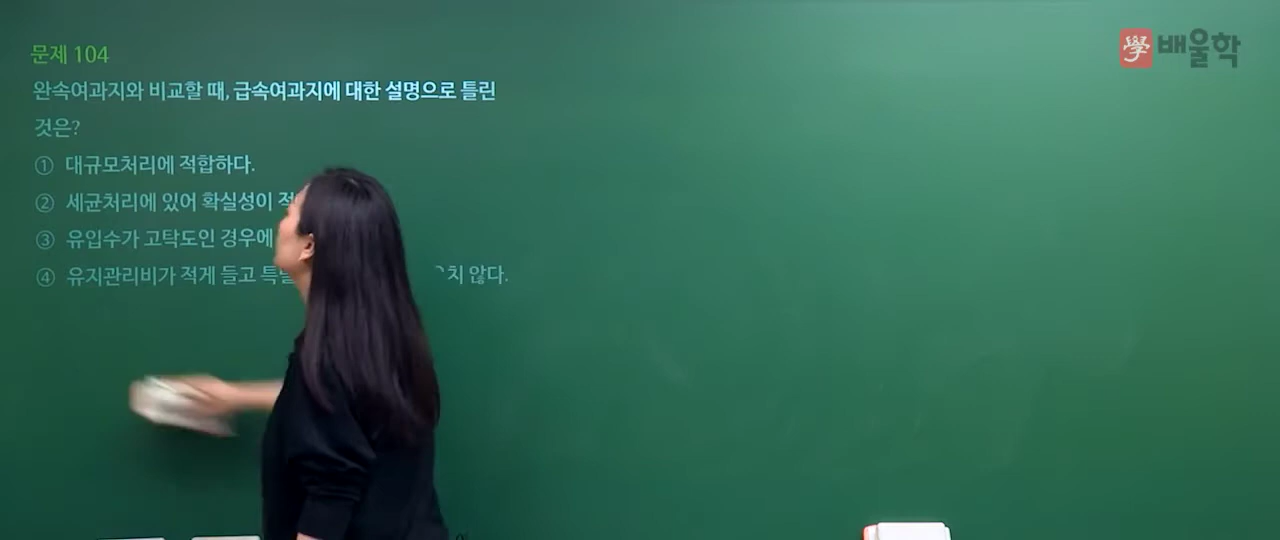 문제 104
學 배울학
완속여과지와 비교할 때, 급속여과지에 대한 설명으로 틀린
것은?
① 대규모처리에 적합하다.
② 세균처리에 있어 확실성이
③ 유입수가 고탁도인 경우에
④ 유지관리비가 적게 들고 않다.